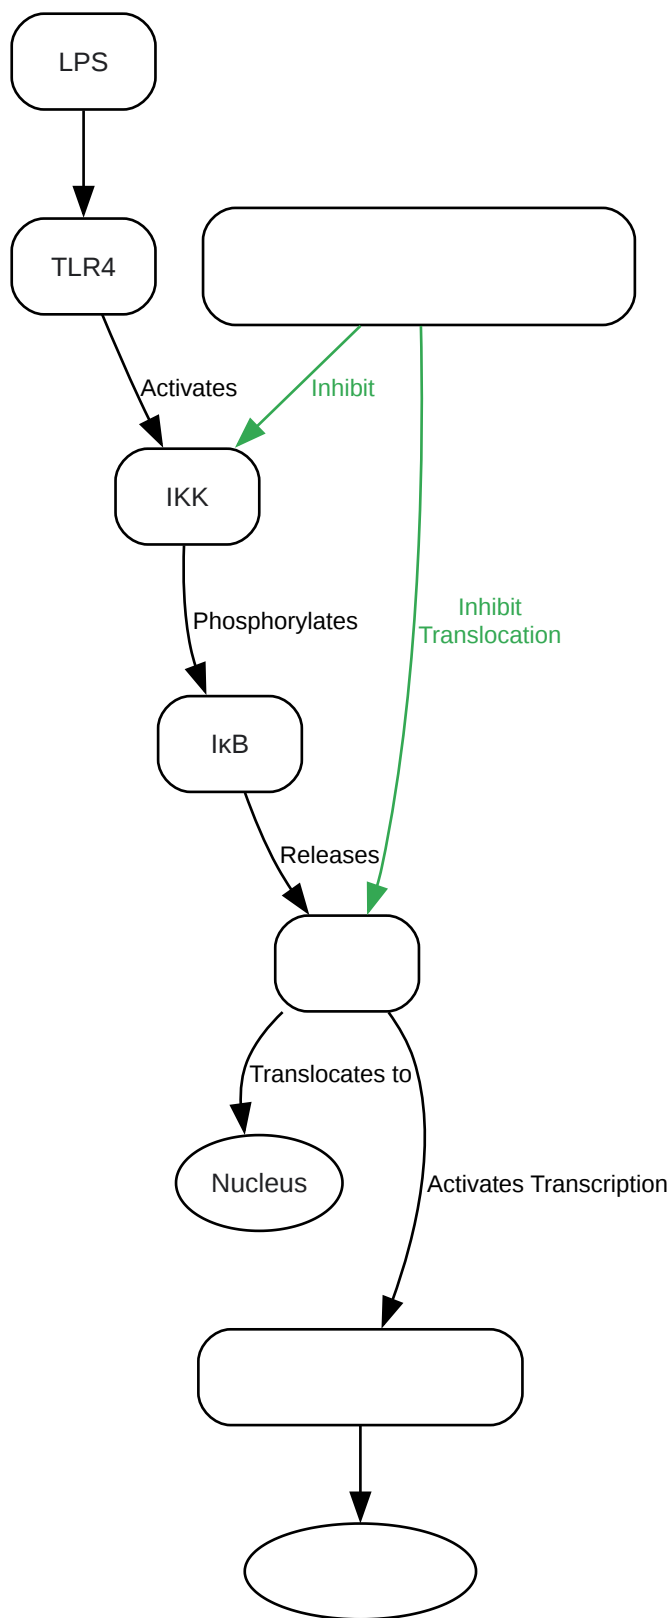 LPS
TLR4
Activates
Inhibit
IKK
Phosphorylates
Inhibit
Translocation
IκB
Releases
Translocates to
Nucleus
Activates Transcription